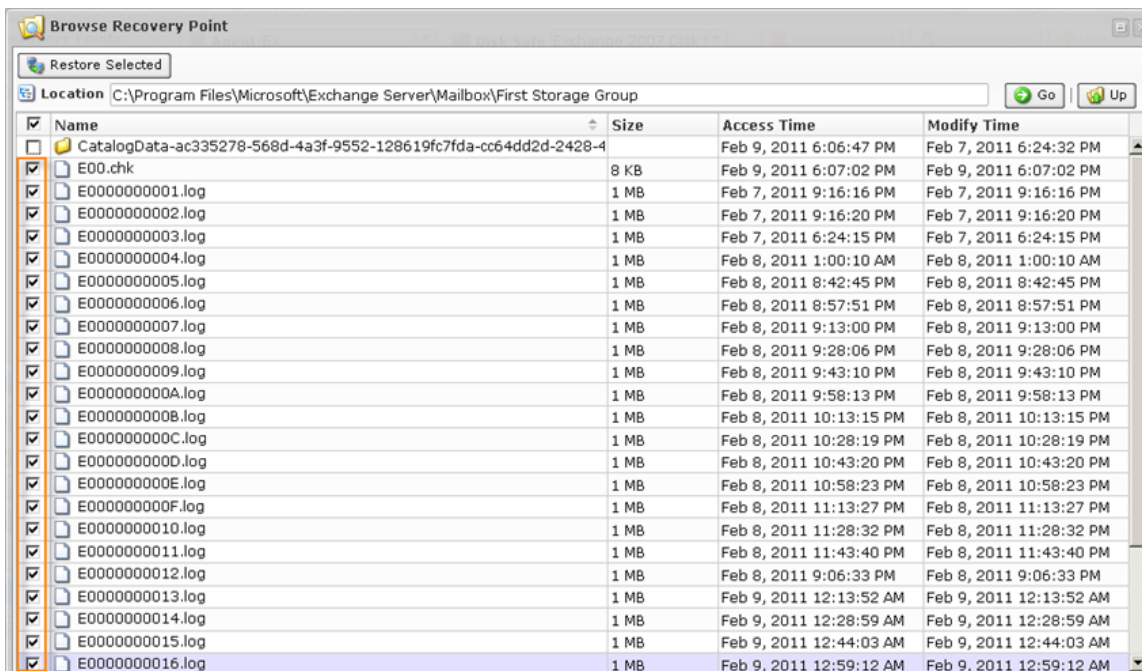 Browse Recovery Point
Restore Selected
Location C:\Program Files\Microsoft\Exchange Server\Mailbox\First Storage Group Go Up
Name Size Access Time Modify Time
CatalogData-ac335278-568d-4a3f-9552-128619fc7fda-cc64dd2d-2428-4 Feb 9, 2011 6:06:47 PM Feb 7, 2011 6:24:32 PM
E00.chk 8 KB Feb 9, 2011 6:07:02 PM Feb 9, 2011 6:07:02 PM
E0000000001.log 1 MB Feb 7, 2011 9:16:16 PM Feb 7, 2011 9:16:16 PM
E0000000002.log 1 MB Feb 7, 2011 9:16:20 PM Feb 7, 2011 9:16:20 PM
E0000000003.log 1 MB Feb 7, 2011 6:24:15 PM Feb 7, 2011 6:24:15 PM
E0000000004.log 1 MB Feb 8, 2011 1:00:10 AM Feb 8, 2011 1:00:10 AM
E0000000005.log 1 MB Feb 8, 2011 8:42:45 PM Feb 8, 2011 8:42:45 PM
E0000000006.log 1 MB Feb 8, 2011 8:57:51 PM Feb 8, 2011 8:57:51 PM
E0000000007.log 1 MB Feb 8, 2011 9:13:00 PM Feb 8, 2011 9:13:00 PM
E0000000008.log 1 MB Feb 8, 2011 9:28:06 PM Feb 8, 2011 9:28:06 PM
E0000000009.log 1 MB Feb 8, 2011 9:43:10 PM Feb 8, 2011 9:43:10 PM
E000000000A.log 1 MB Feb 8, 2011 9:58:13 PM Feb 8, 2011 9:58:13 PM
E000000000B.log 1 MB Feb 8, 2011 10:13:15 PM Feb 8, 2011 10:13:15 PM
E000000000C.log 1 MB Feb 8, 2011 10:28:19 PM Feb 8, 2011 10:28:19 PM
E000000000D.log 1 MB Feb 8, 2011 10:43:20 PM Feb 8, 2011 10:43:20 PM
E000000000E.log 1 MB Feb 8, 2011 10:58:23 PM Feb 8, 2011 10:58:23 PM
E000000000F.log 1 MB Feb 8, 2011 11:13:27 PM Feb 8, 2011 11:13:27 PM
E0000000010.log 1 MB Feb 8, 2011 11:28:32 PM Feb 8, 2011 11:28:32 PM
E0000000011.log 1 MB Feb 8, 2011 11:43:40 PM Feb 8, 2011 11:43:40 PM
E0000000012.log 1 MB Feb 8, 2011 9:06:33 PM Feb 8, 2011 9:06:33 PM
E0000000013.log 1 MB Feb 9, 2011 12:13:52 AM Feb 9, 2011 12:13:52 AM
E0000000014.log 1 MB Feb 9, 2011 12:28:59 AM Feb 9, 2011 12:28:59 AM
E0000000015.log 1 MB Feb 9, 2011 12:44:03 AM Feb 9, 2011 12:44:03 AM
E0000000016.log 1 MB Feb 9, 2011 12:59:12 AM Feb 9, 2011 12:59:12 AM